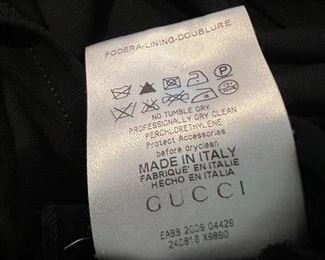 FODERA-LINING-DOUBLURE
NO TUMBLE DRY
PROFESSIONALLY DRY CLEAN
PERCHLORETHYLENE
Protect Accessories
before dryclean
MADE IN ITALY
FABRIQUÉ EN ITALIE
HECHO EN ITALIA
GUCCI
EABB 2009 04429
240816 X9890